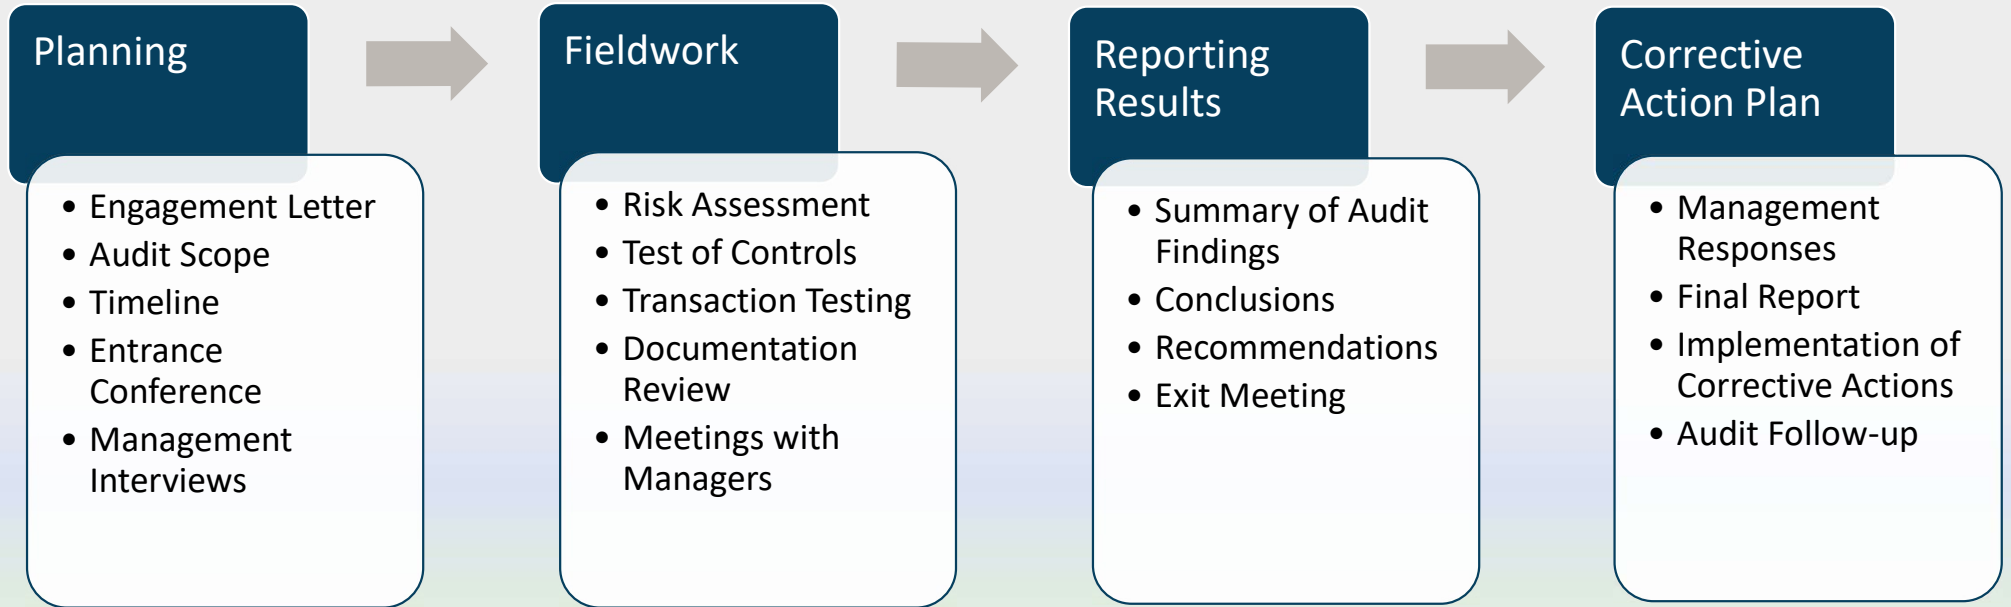 Planning
• Engagement Letter
• Audit Scope
• Timeline
• Entrance
Conference
• Management
Interviews
Fieldwork
• Risk Assessment
• Test of Controls
• Transaction Testing
• Documentation
Review
• Meetings with
Managers
Reporting
Results
• Summary of Audit
Findings
• Conclusions
• Recommendations
• Exit Meeting
Corrective
Action Plan
• Management
Responses
• Final Report
• Implementation of
Corrective Actions
• Audit Follow-up